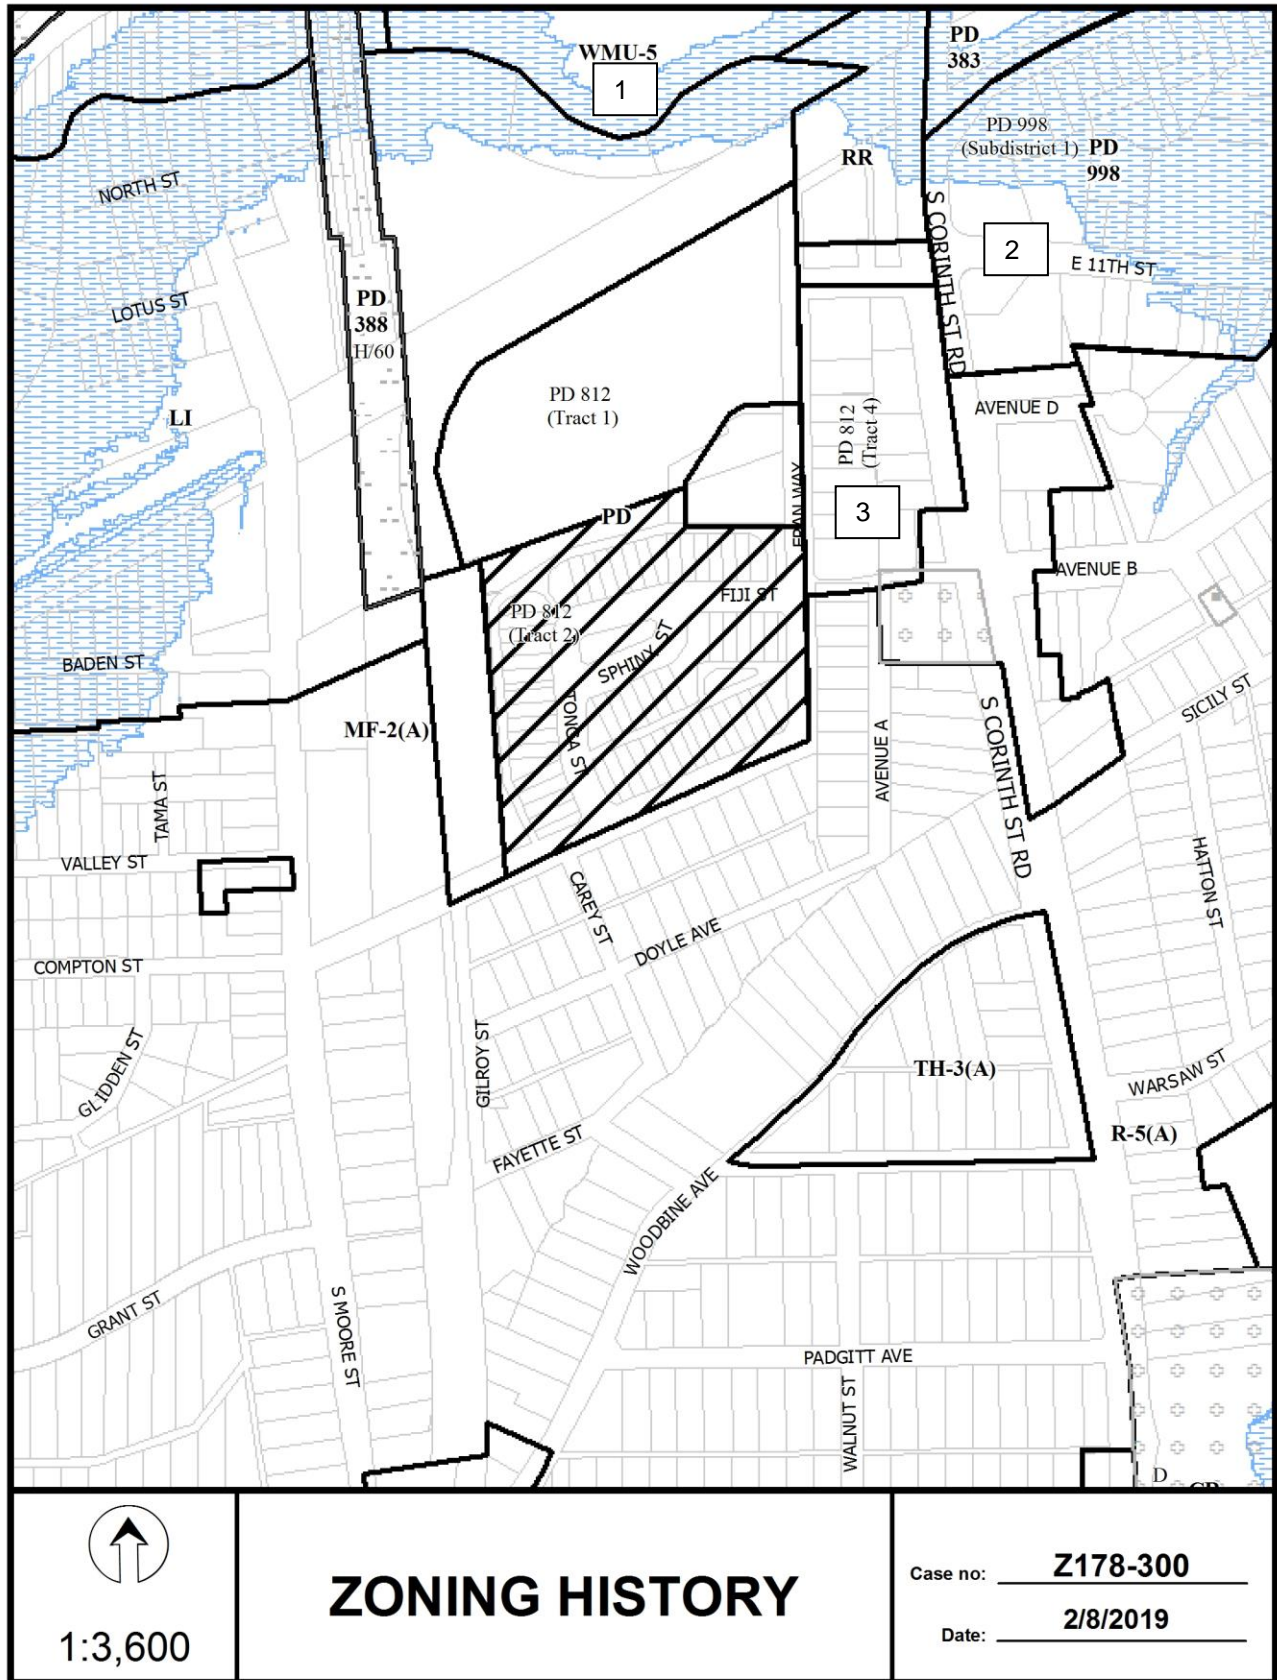 PD
383
WMU-5
1
PD 998
(Subdistrict 1)
PD
998
RR
NORTH ST
S CORINTH ST RD
2
E 11TH ST
LOTUS ST
PD
388
H/60
PD 812
(Tract 1)
AVENUE D
LI
PD 812
(Tract 4)
3
PD
AVENUE B
FIJI ST
PD 812
(Tract 2)
SPHINY ST
BADEN ST
TONGA ST
MF-2(A)
SICILY ST
AVENUE A
S CORINTH ST RD
TAMA ST
VALLEY ST
HATTON ST
CAREY ST
DOYLE AVE
COMPTON ST
GLIDDEN ST
GILROY ST
TH-3(A)
WARSAW ST
R-5(A)
FAYETTE ST
WOODBINE AVE
GRANT ST
S MOORE ST
PADGITT AVE
WALNUT ST
D
1:3,600
ZONING HISTORY
Case no: Z178-300
Date: 2/8/2019